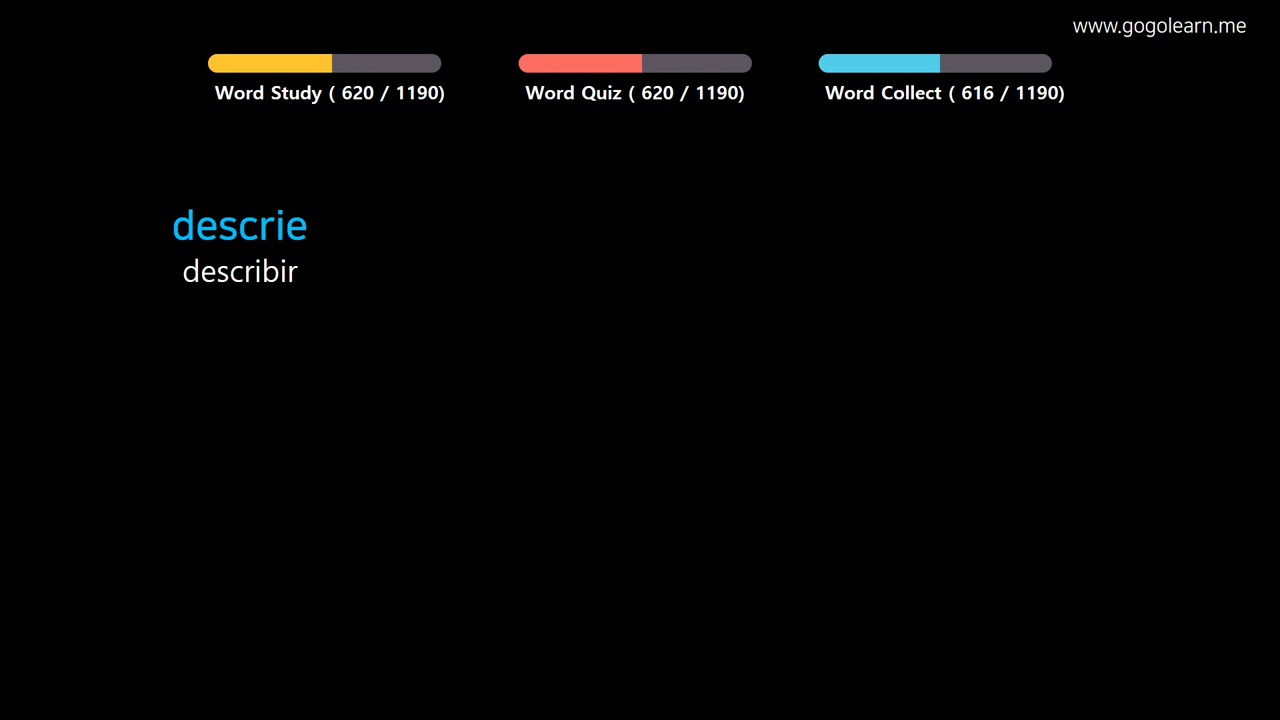 www.gogolearn.me
Word Study ( 620 / 1190)
Word Quiz ( 620 / 1190)
Word Collect ( 616 / 1190)
descrie
describir